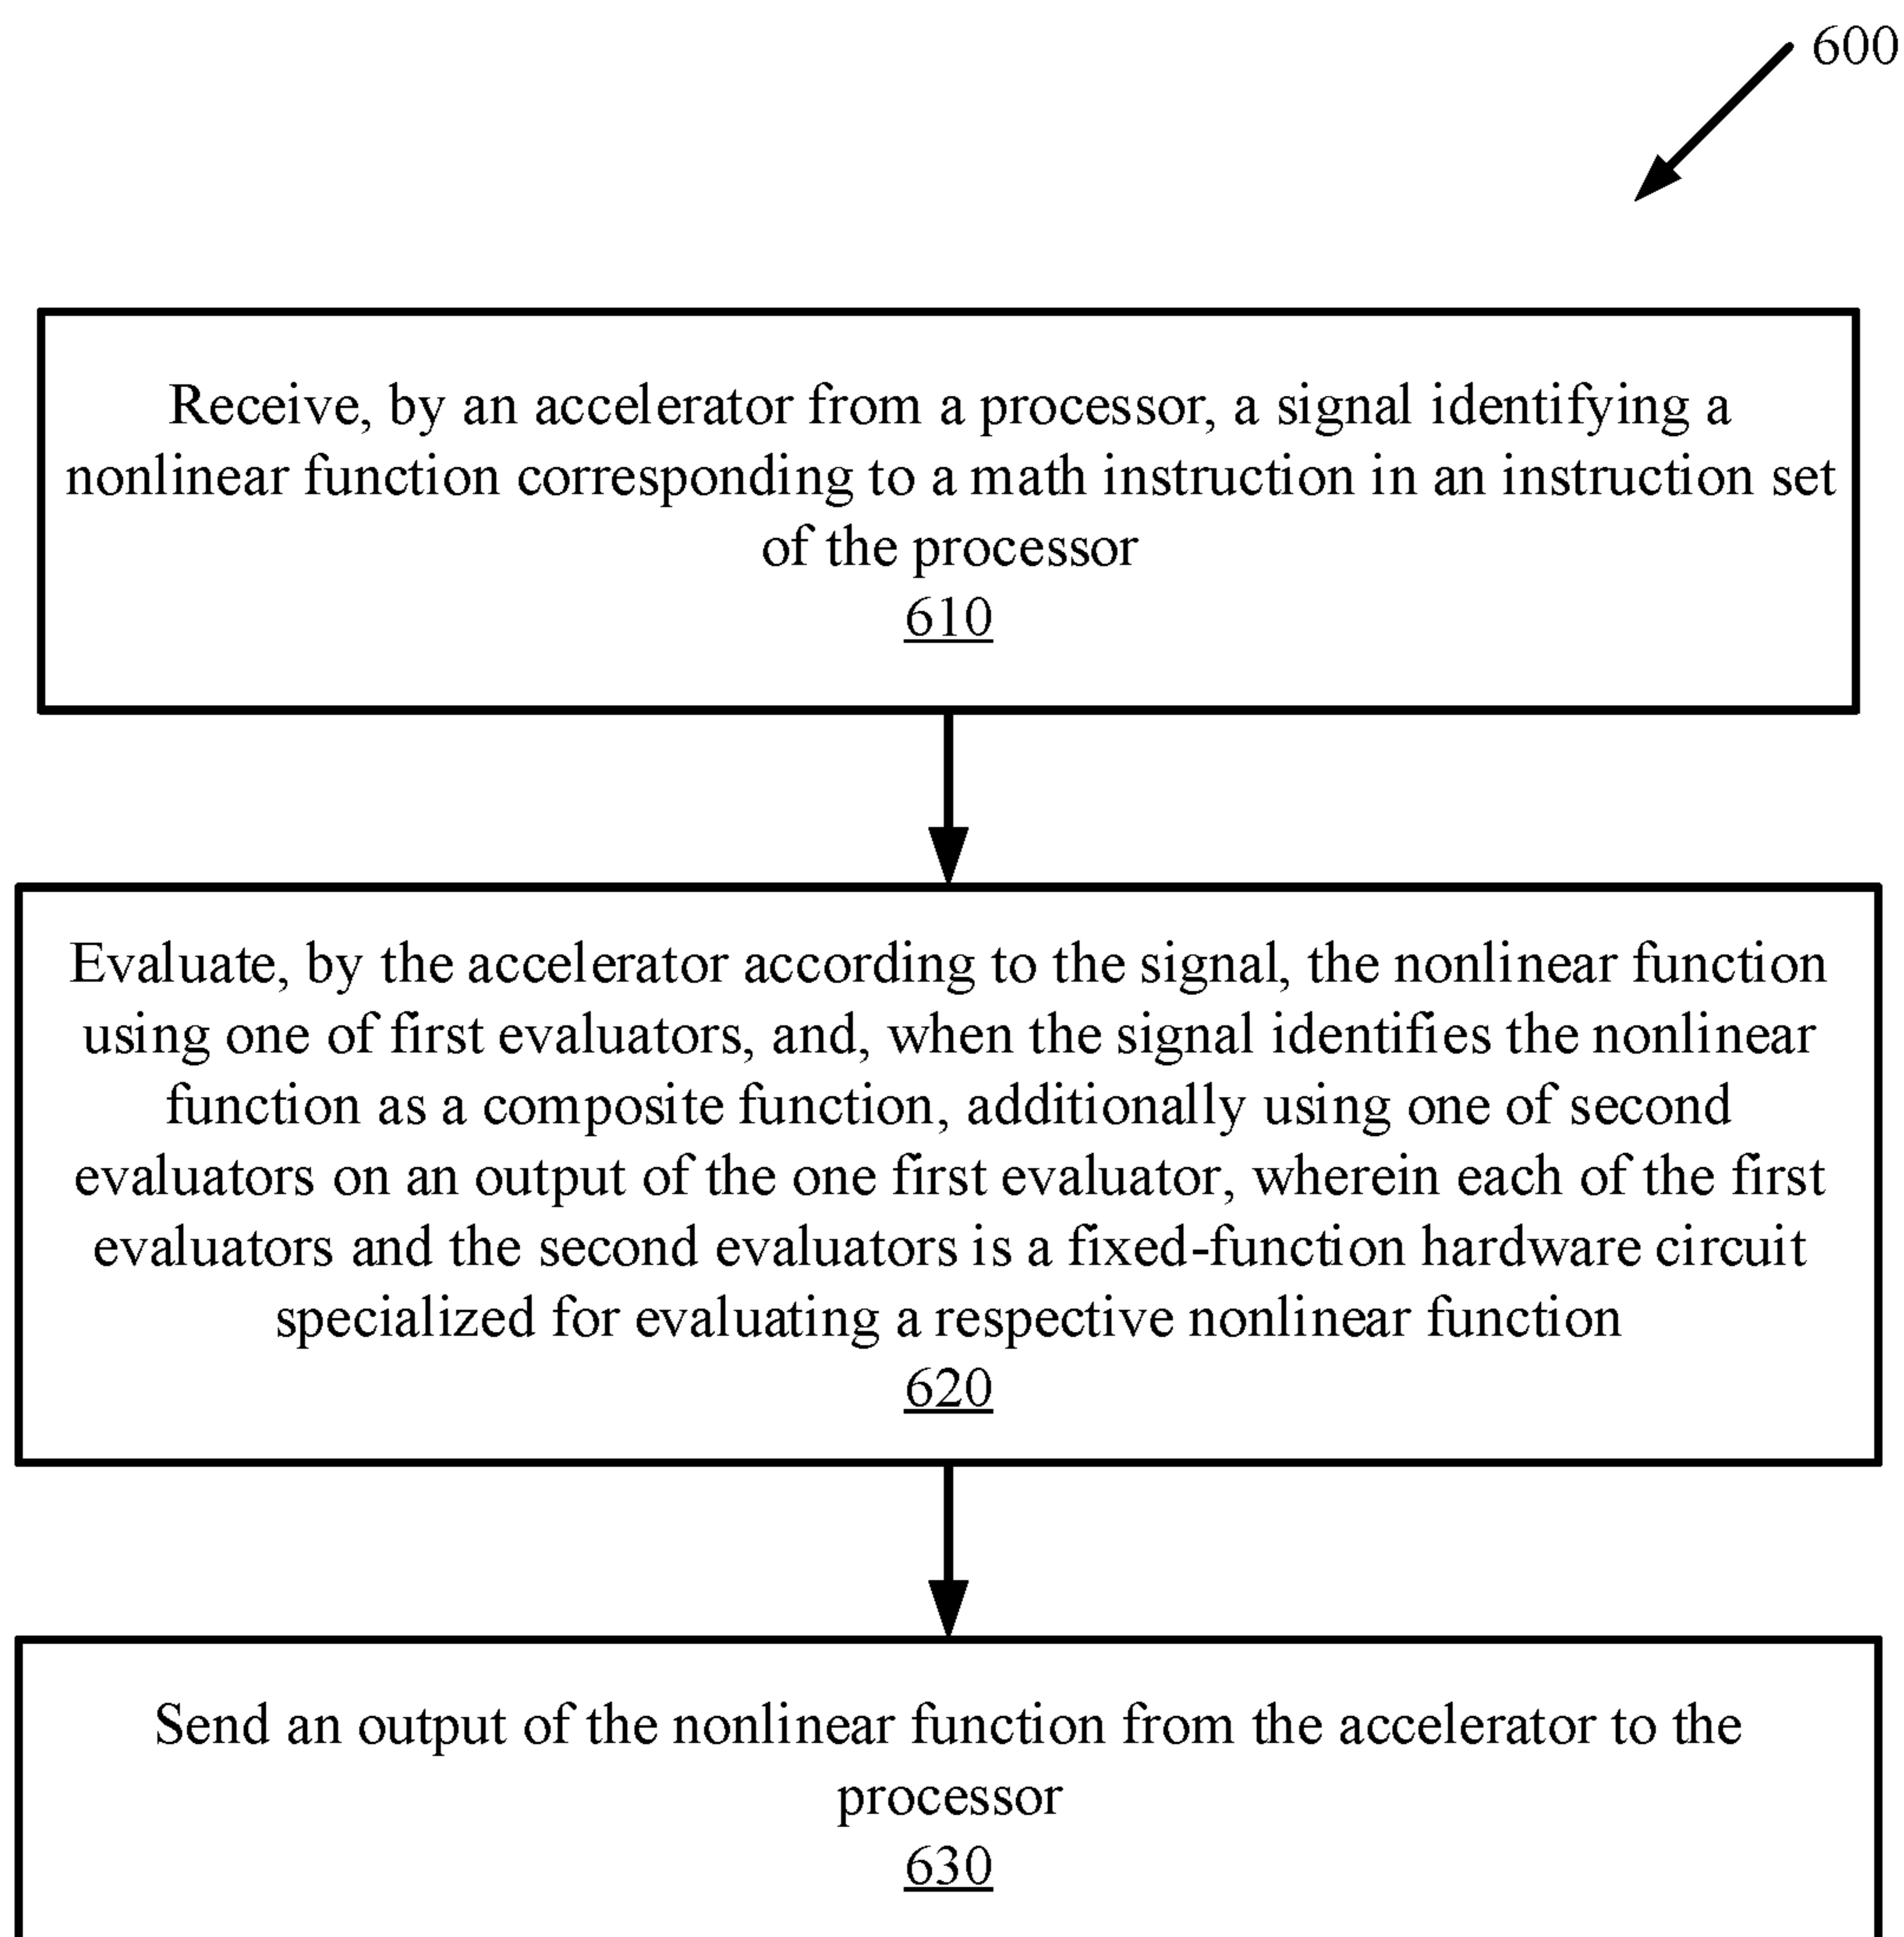 600
Receive, by an accelerator from a processor, a signal identifying a
nonlinear function corresponding to a math instruction in an instruction set
of the processor
610
Evaluate, by the accelerator according to the signal, the nonlinear function
using one of first evaluators, and, when the signal identifies the nonlinear
function as a composite function, additionally using one of second
evaluators on an output of the one first evaluator, wherein each of the first
evaluators and the second evaluators is a fixed-function hardware circuit
specialized for evaluating a respective nonlinear function
620
Send an output of the nonlinear function from the accelerator to the
processor
630